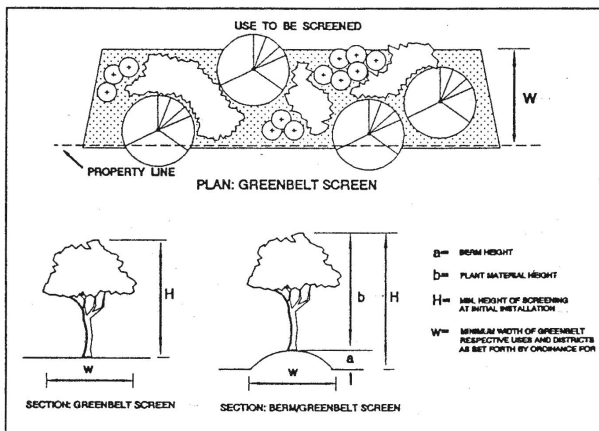 USE TO BE SCREENED
W
PROPERTY LINE
PLAN: GREENBELT SCREEN
H
W
SECTION: GREENBELT SCREEN
b
H
a
W
SECTION: BERM/GREENBELT SCREEN
a= BERM HEIGHT
b= PLANT MATERIAL HEIGHT
H= MIN. HEIGHT OF SCREENING
AT INITIAL INSTALLATION
W= MINIMUM WIDTH OF GREENBELT
RESPECTIVE USES AND DISTRICTS
AS SET FORTH BY ORDINANCE FOR